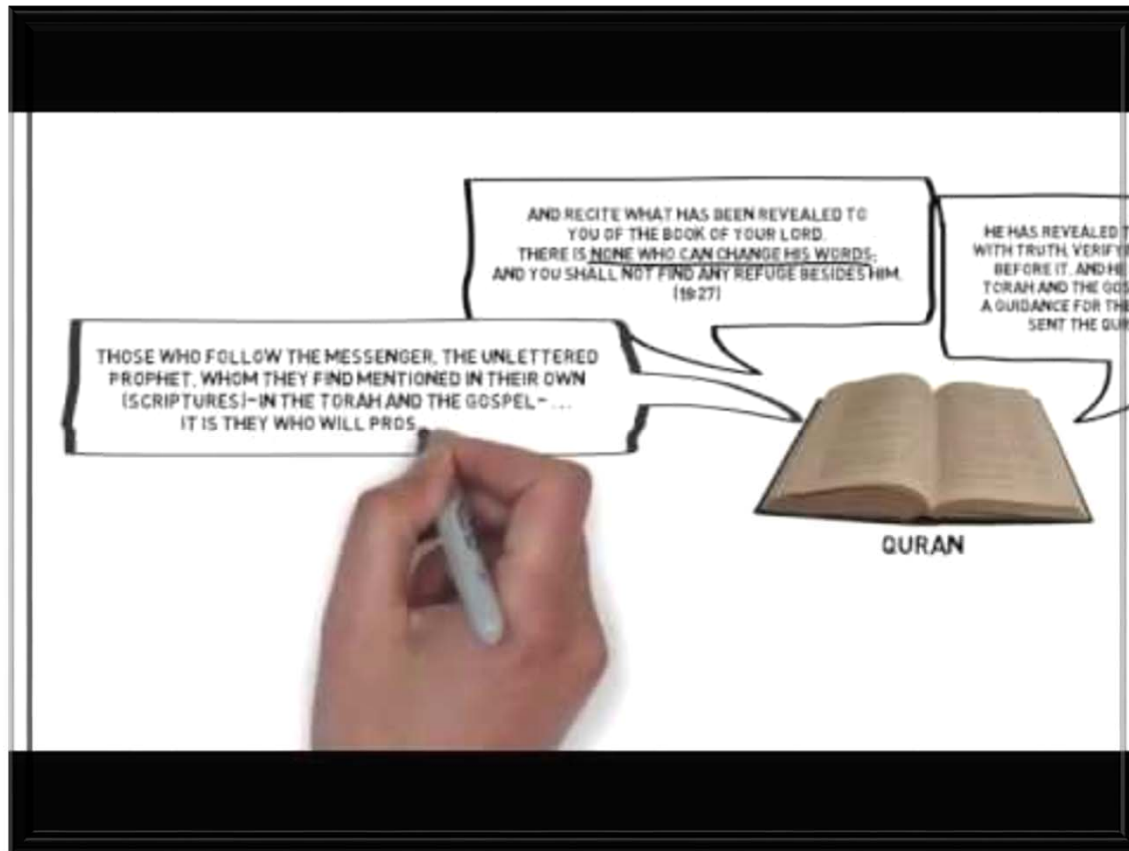 AND RECITE WHAT HAS BEEN REVEALED TO
YOU OF THE BOOK OF YOUR LORD.
THERE IS NONE WHO CAN CHANGE HIS WORDS;
AND YOU SHALL NOT FIND ANY REFUGE BESIDES HIM.
(18:27)
HE HAS REVEALED
WITH TRUTH, VERIFY
BEFORE IT. AND HE
TORAH AND THE GOS
A GUIDANCE FOR THE
SENT THE QUR
THOSE WHO FOLLOW THE MESSENGER, THE UNLETTERED
PROPHET, WHOM THEY FIND MENTIONED IN THEIR OWN
(SCRIPTURES)-IN THE TORAH AND THE GOSPEL- ...
IT IS THEY WHO WILL PROS
QURAN